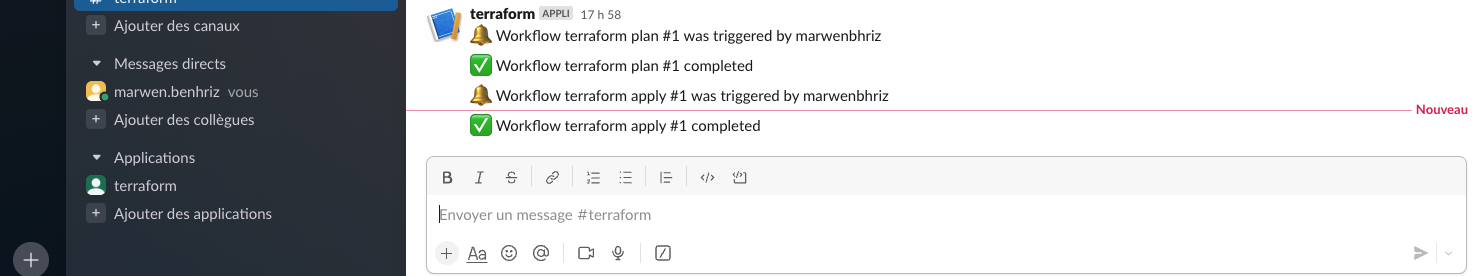 terraform
Ajouter des canaux
Messages directs
marwen.benhriz vous
Ajouter des collègues
Applications
terraform
Ajouter des applications
terraform APPLI 17 h 58
Workflow terraform plan #1 was triggered by marwenbhriz
Workflow terraform plan #1 completed
Workflow terraform apply #1 was triggered by marwenbhriz
Nouveau
Workflow terraform apply #1 completed
B I S
Envoyer un message #terraform
Aa